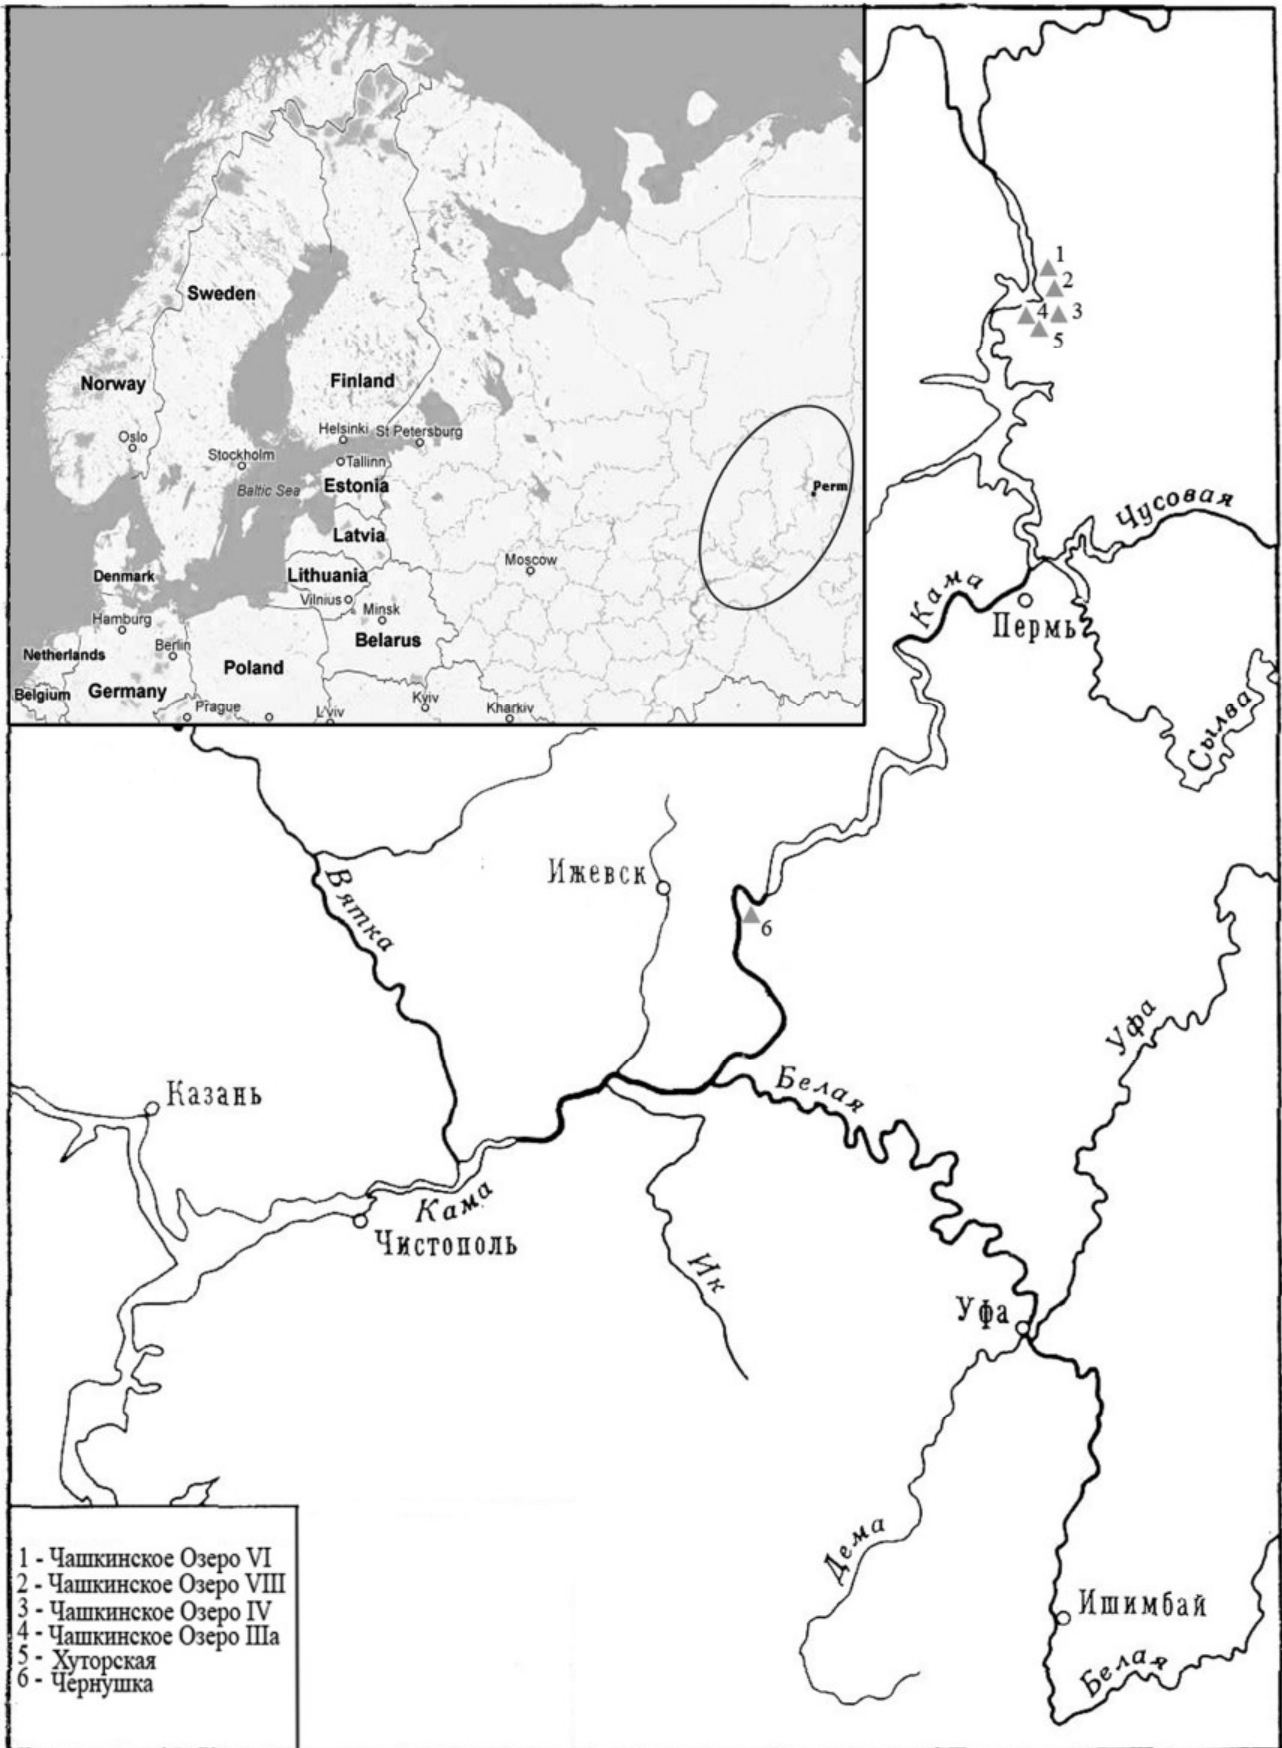 Sweden
Norway
Finland
Oslo
Stockholm
Helsinki
St Petersburg
Tallinn
Baltic Sea
Estonia
Latvia
Lithuania
Denmark
Vilnius
Minsk
Moscow
Perm
Hamburg
Belarus
Netherlands
Berlin
Poland
Belgium
Germany
Prague
L'viv
Kyiv
Kharkiv
1
2
4
3
5
Чусовая
Кама
Пермь
Сылва
Ижевск
Вятка
6
Уфа
Казань
Белая
Кама
Чистополь
Ик
Уфа
Дема
Ишимбай
Белая
1 - Чашкинское Озеро VI
2 - Чашкинское Озеро VIII
3 - Чашкинское Озеро IV
4 - Чашкинское Озеро IIIа
5 - Хуторская
6 - Чернушка